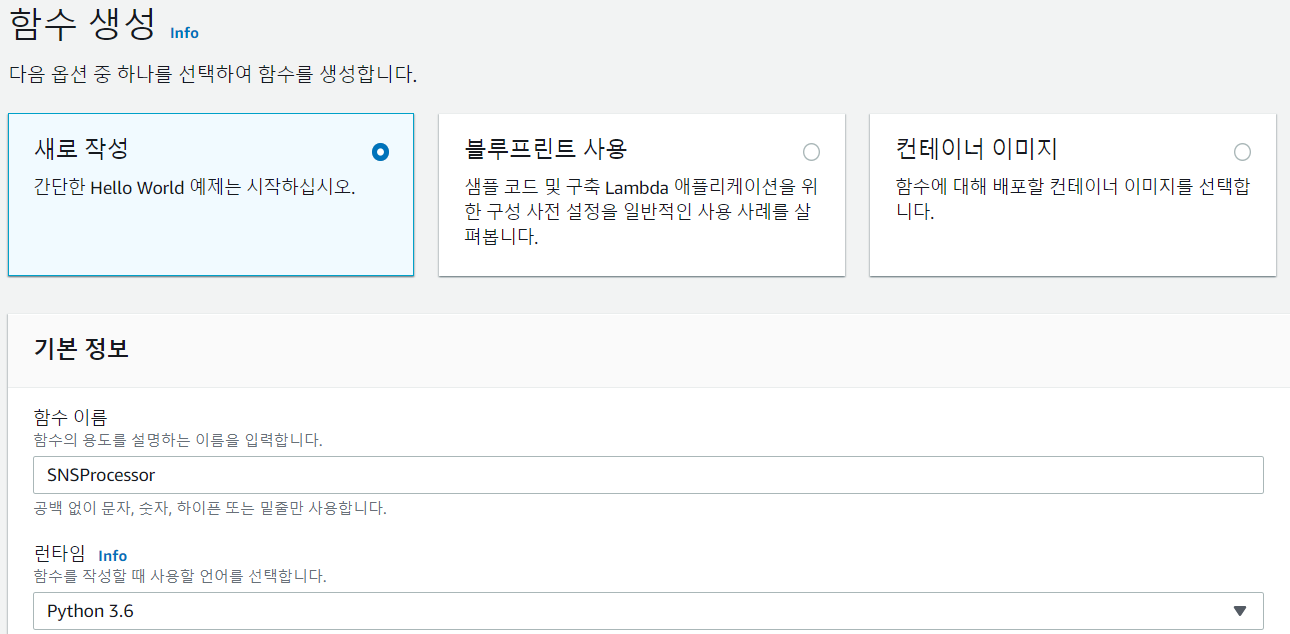 함수 생성 Info
다음 옵션 중 하나를 선택하여 함수를 생성합니다.
새로 작성
간단한 Hello World 예제는 시작하십시오.
블루프린트 사용
샘플 코드 및 구축 Lambda 애플리케이션을 위
한 구성 사전 설정을 일반적인 사용 사례를 살
펴봅니다.
컨테이너 이미지
함수에 대해 배포할 컨테이너 이미지를 선택합
니다.
기본 정보
함수 이름
함수의 용도를 설명하는 이름을 입력합니다.
SNSProcessor
공백 없이 문자, 숫자, 하이픈 또는 밑줄만 사용합니다.
런타임 Info
함수를 작성할 때 사용할 언어를 선택합니다.
Python 3.6